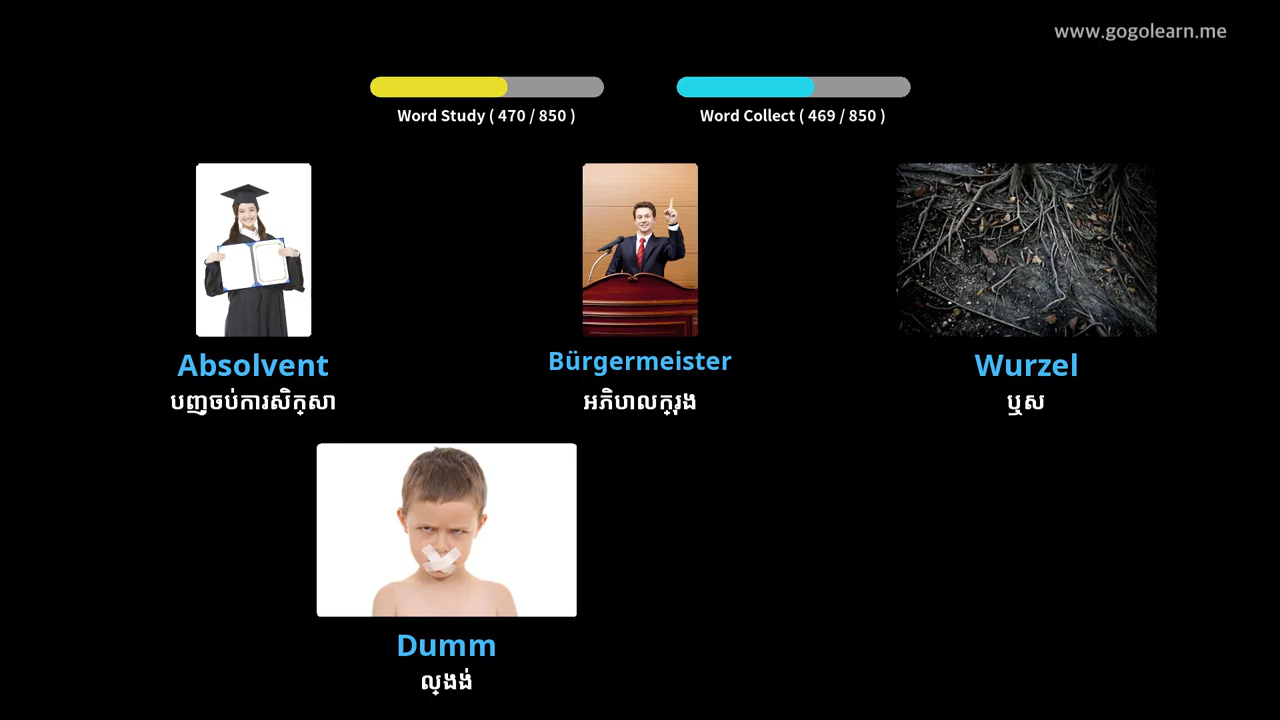 www.gogolearn.me
Word Study ( 470 / 850 )
Word Collect ( 469 / 850 )
Absolvent
បញ្ចប់ការសិក្សា
Bürgermeister
អភិបាលក្រុង
Wurzel
ឬស
Dumm
ល្ងង់